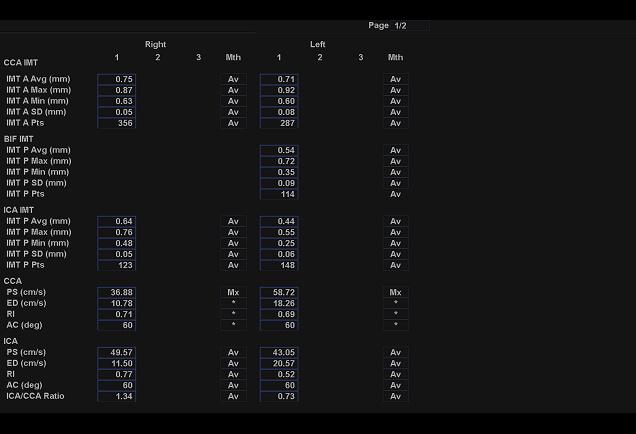 Page 1/2
Right Left
1 2 3 Mth 1 2 3 Mth
CCA IMT
IMT A Avg (mm) 0.75 Av 0.71 Av
IMT A Max (mm) 0.87 Av 0.92 Av
IMT A Min (mm) 0.63 Av 0.60 Av
IMT A SD (mm) 0.05 Av 0.08 Av
IMT A Pts 356 Av 287 Av
BIF IMT
IMT P Avg (mm) 0.54 Av
IMT P Max (mm) 0.72 Av
IMT P Min (mm) 0.35 Av
IMT P SD (mm) 0.09 Av
IMT P Pts 114 Av
ICA IMT
IMT P Avg (mm) 0.64 Av 0.44 Av
IMT P Max (mm) 0.76 Av 0.55 Av
IMT P Min (mm) 0.48 Av 0.25 Av
IMT P SD (mm) 0.05 Av 0.06 Av
IMT P Pts 123 Av 148 Av
CCA
PS (cm/s) 36.88 Mx 58.72 Mx
ED (cm/s) 10.78 * 18.26 *
RI 0.71 * 0.69 *
AC (deg) 60 * 60 *
ICA
PS (cm/s) 49.57 Av 43.05 Av
ED (cm/s) 11.50 Av 20.57 Av
RI 0.77 Av 0.52 Av
AC (deg) 60 Av 60 Av
ICA/CCA Ratio 1.34 Av 0.73 Av